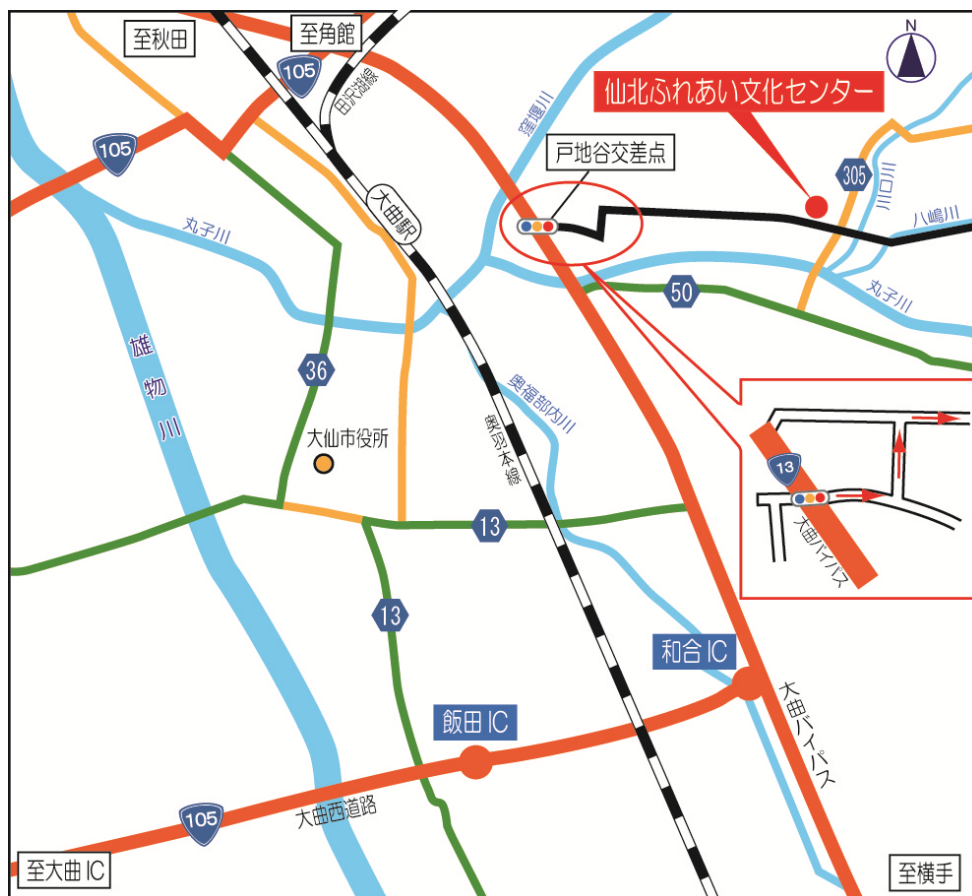 至秋田
至角館
N
105
田沢湖線
窪堰川
仙北ふれあい文化センター
戸地谷交差点
105
305
川口川
大曲駅
八嶋川
丸子川
50
丸子川
雄物川
36
奥福部内川
大仙市役所
奥羽本線
13
大曲バイパス
13
13
和合IC
大曲バイパス
飯田IC
105
大曲西道路
至大曲IC
至横手